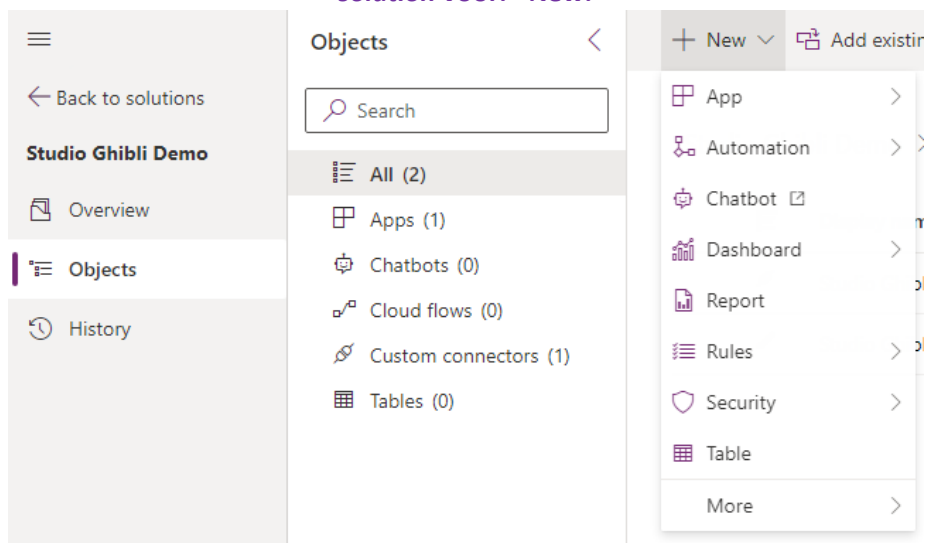 Back to solutions
Studio Ghibli Demo
Overview
Objects
History
Objects
Search
All (2)
Apps (1)
Chatbots (0)
Cloud flows (0)
Custom connectors (1)
Tables (0)
New
Add existin
App
Automation
Chatbot
Dashboard
Report
Rules
Security
Table
More